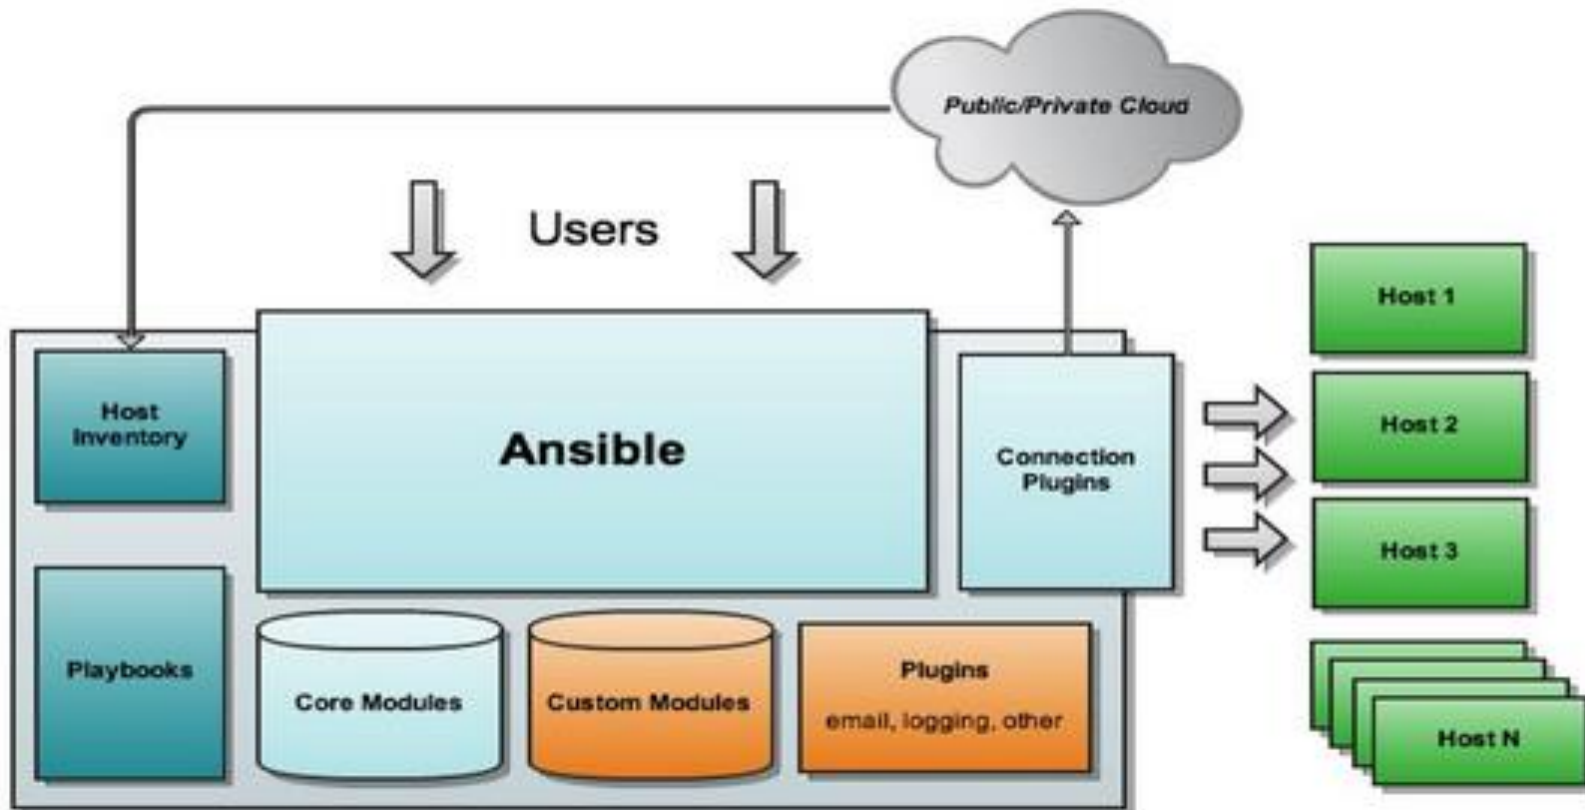 Public/Private Cloud
Users
Host
Inventory
Ansible
Connection
Plugins
Host 1
Host 2
Host 3
Host N
Playbooks
Core Modules
Custom Modules
Plugins
email, logging, other